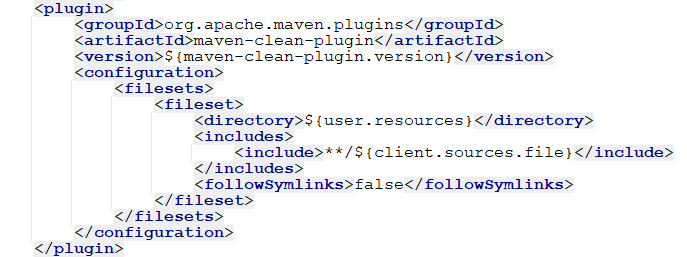 <plugin>
<groupId>org.apache.maven.plugins</groupId>
<artifactId>maven-clean-plugin</artifactId>
<version>${maven-clean-plugin.version}</version>
<configuration>
<filesets>
<fileset>
<directory>${user.resources}</directory>
<includes>
<include>**/${client.sources.file}</include>
</includes>
<followSymlinks>false</followSymlinks>
</fileset>
</filesets>
</configuration>
</plugin>